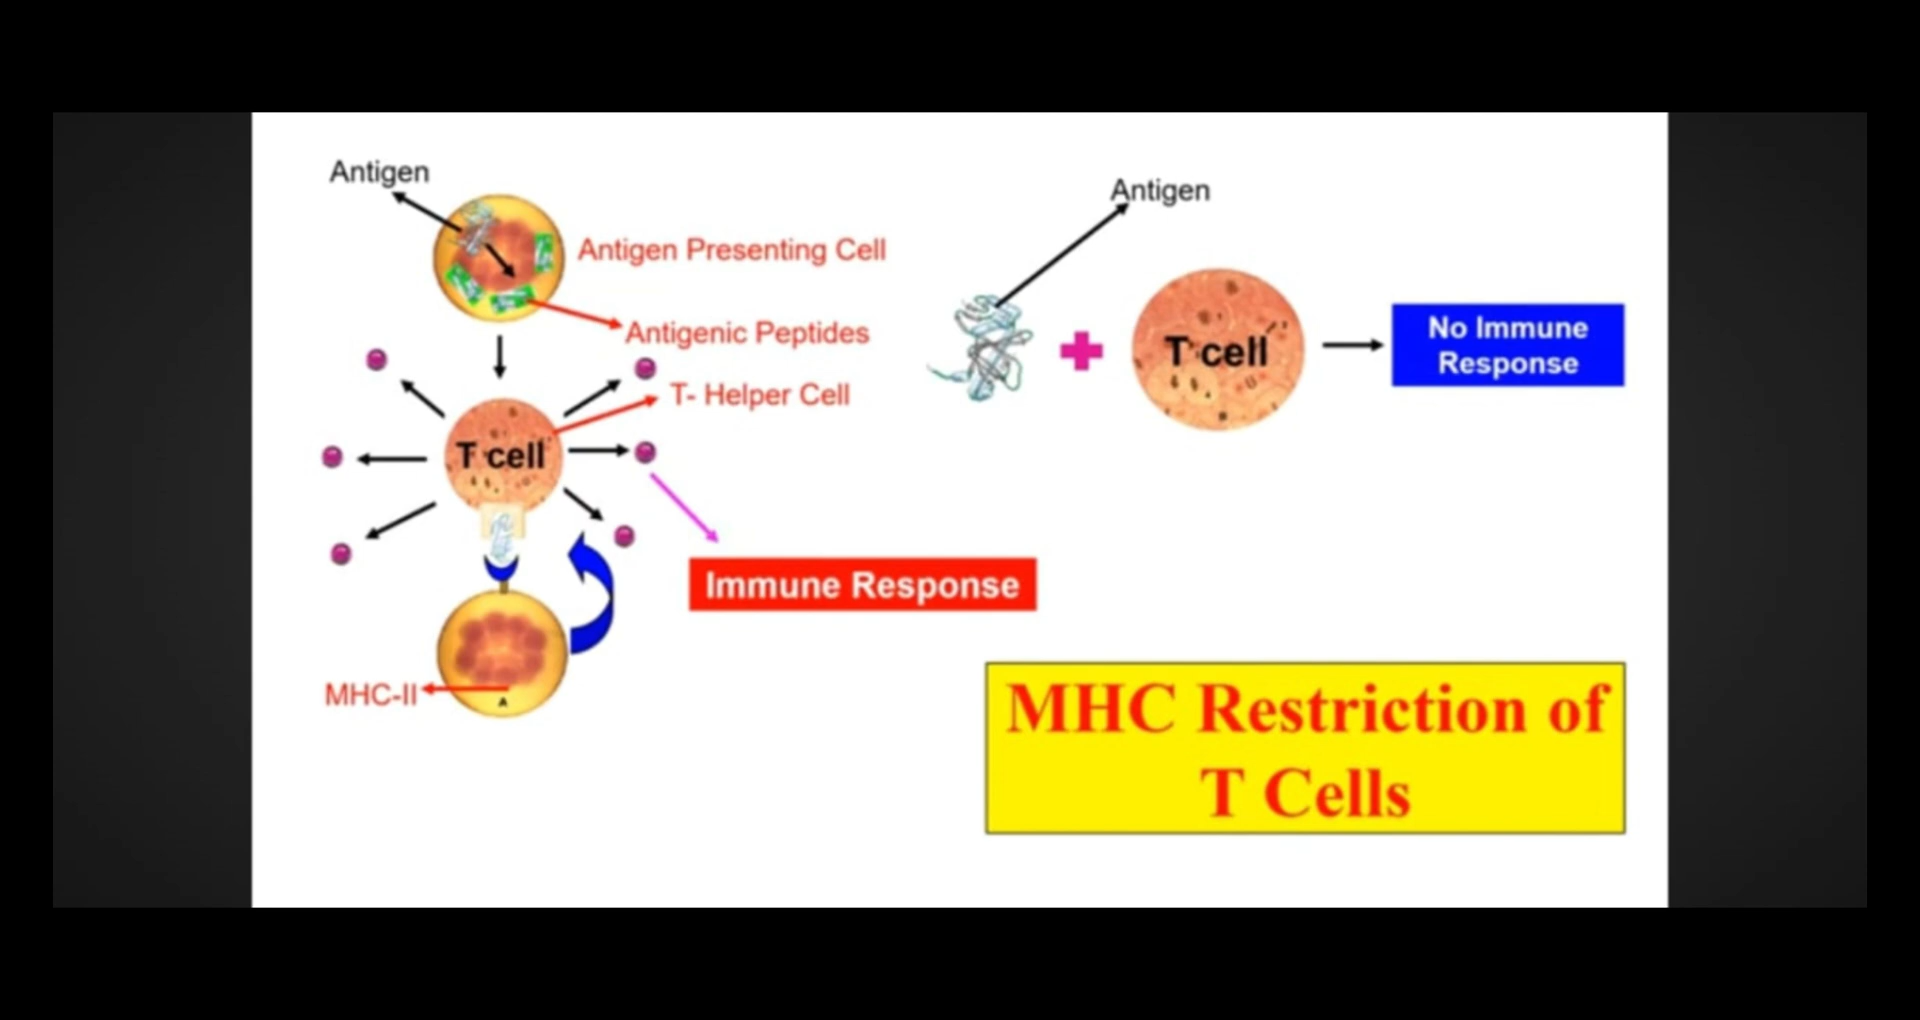 Antigen
Antigen Presenting Cell
Antigenic Peptides
T- Helper Cell
T cell
Immune Response
MHC-II
A
Antigen
T cell
No Immune
Response
MHC Restriction of
T Cells